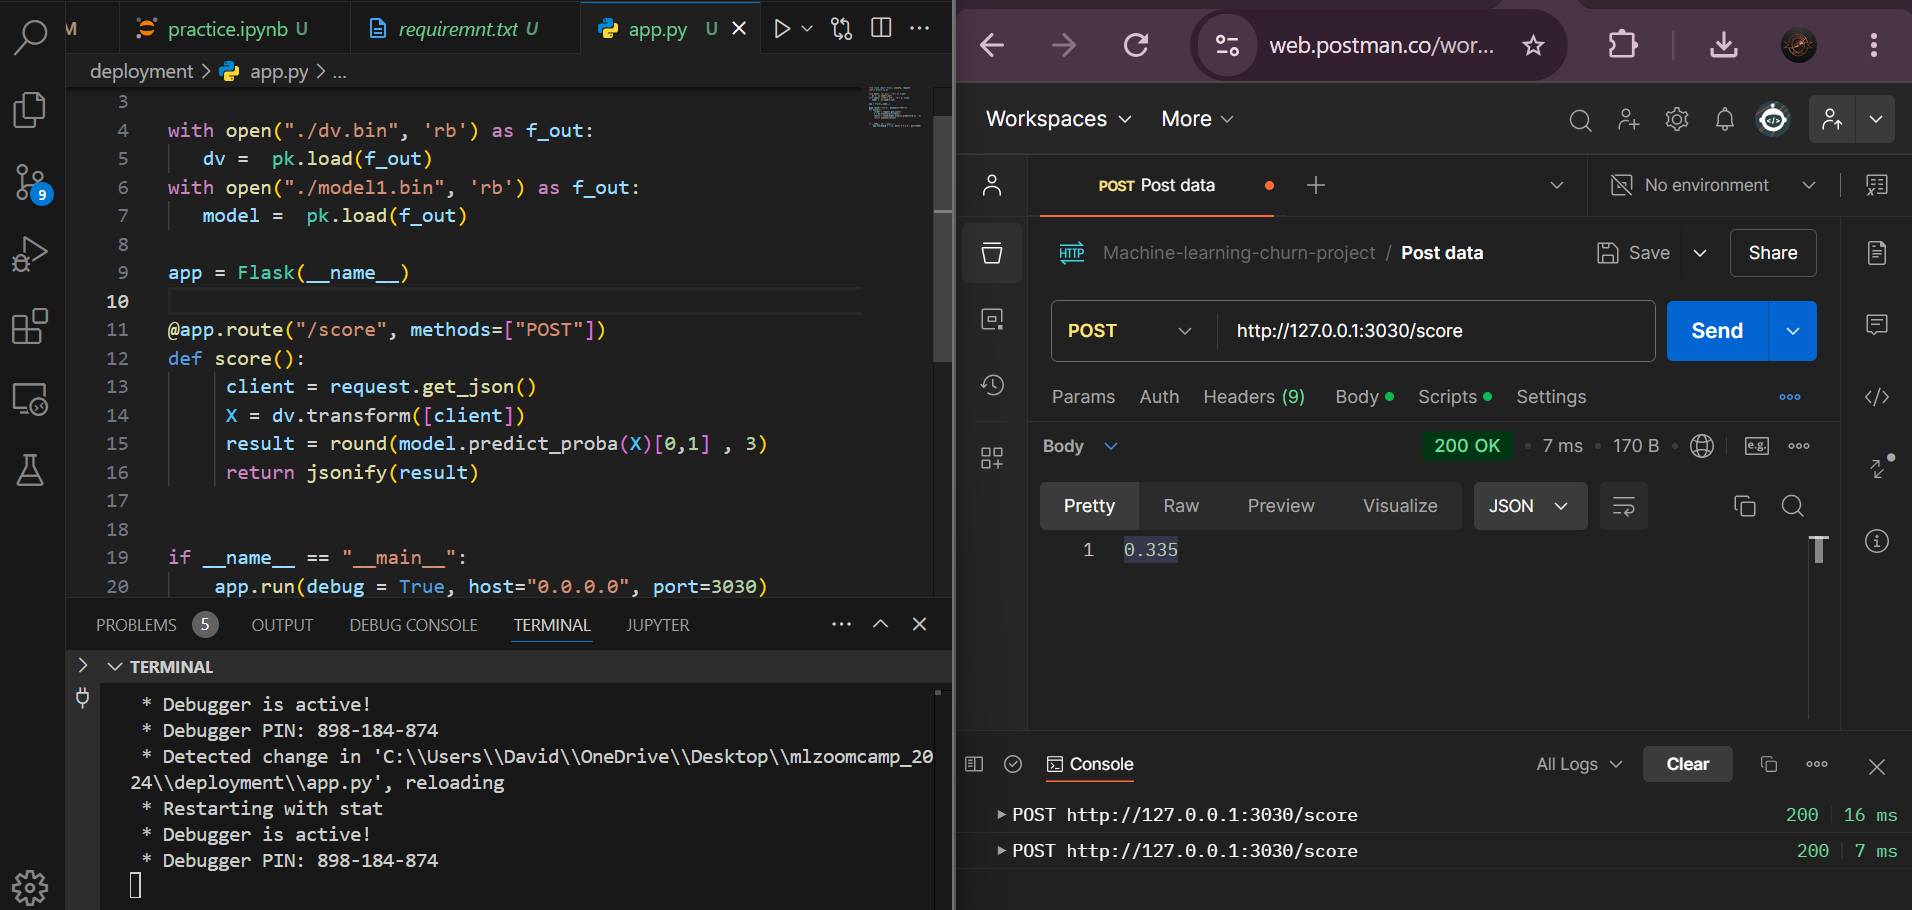 M
practice.ipynb U
requiremnt.txt U
app.py U
deployment > app.py > ...
3
4 with open("./dv.bin", 'rb') as f_out:
5 dv =  pk.load(f_out)
6 with open("./model1.bin", 'rb') as f_out:
7 model =  pk.load(f_out)
8
9 app = Flask(__name__)
10
11 @app.route("/score", methods=["POST"])
12 def score():
13 client = request.get_json()
14 X = dv.transform([client])
15 result = round(model.predict_proba(X)[0,1] , 3)
16 return jsonify(result)
17
18
19 if __name__ == "__main__":
20 app.run(debug = True, host="0.0.0.0", port=3030)
9
PROBLEMS 5 OUTPUT DEBUG CONSOLE TERMINAL JUPYTER
TERMINAL
* Debugger is active!
* Debugger PIN: 898-184-874
* Detected change in 'C:\\Users\\David\\OneDrive\\Desktop\\mlzoomcamp_20
24\\deployment\\app.py', reloading
* Restarting with stat
* Debugger is active!
* Debugger PIN: 898-184-874
web.postman.co/wor...
Workspaces More
POST Post data
No environment
HTTP Machine-learning-churn-project / Post data
Save
Share
POST http://127.0.0.1:3030/score
Send
Params Auth Headers (9) Body Scripts Settings
Body 200 OK 7 ms 170 B e.g.
Pretty Raw Preview Visualize JSON
1 0.335
Console All Logs Clear
POST http://127.0.0.1:3030/score 200 16 ms
POST http://127.0.0.1:3030/score 200 7 ms